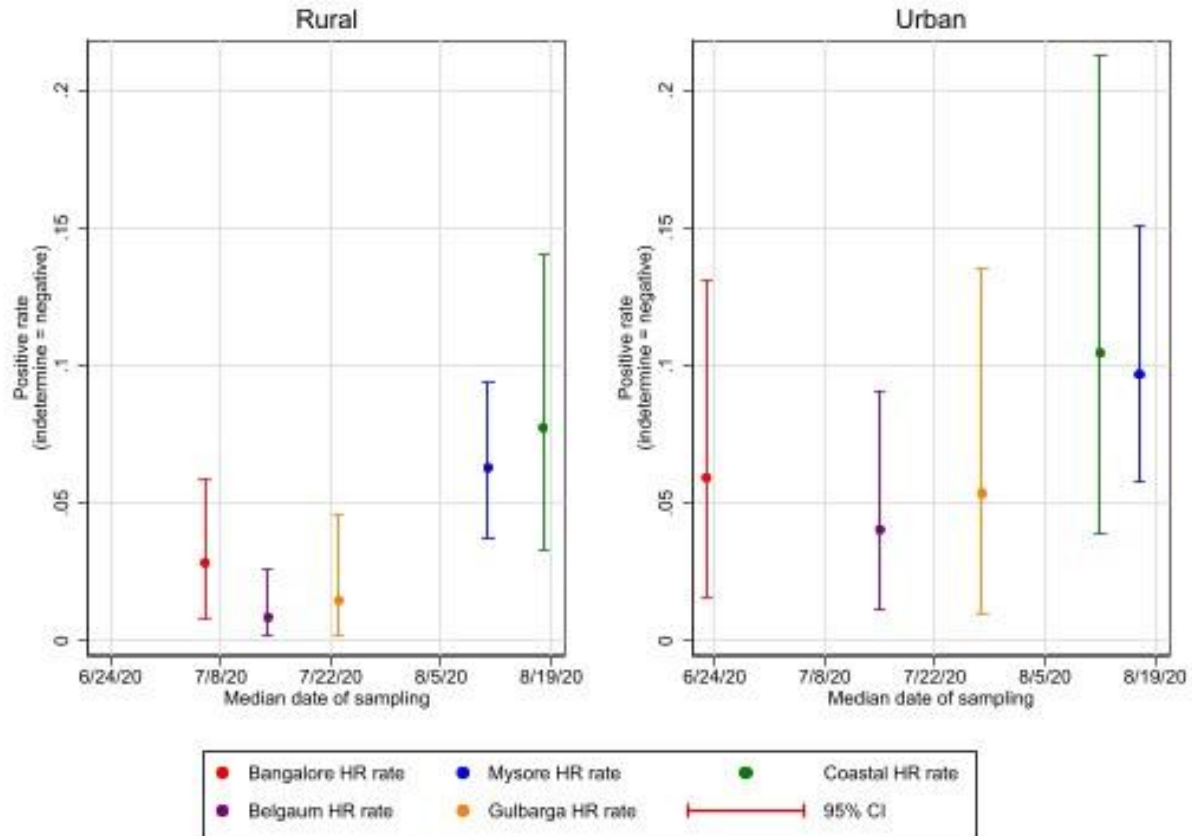 Rural
Urban
Positive rate
(indetermine = negative)
0
.05
.1
.15
.2
6/24/20
7/8/20
7/22/20
8/5/20
8/19/20
Median date of sampling
Positive rate
(indetermine = negative)
0
.05
.1
.15
.2
6/24/20
7/8/20
7/22/20
8/5/20
8/19/20
Median date of sampling
Bangalore HR rate
Mysore HR rate
Coastal HR rate
Belgaum HR rate
Gulbarga HR rate
95% CI